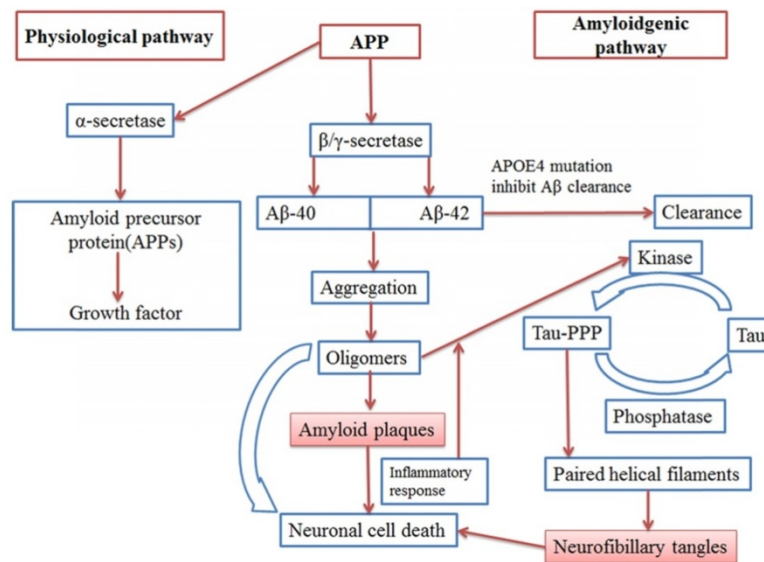 Physiological pathway
APP
Amyloidgenic
pathway
α-secretase
β/γ-secretase
APOE4 mutation
inhibit Aβ clearance
Aβ-40
Aβ-42
Clearance
Amyloid precursor
protein(APPs)
Growth factor
Kinase
Aggregation
Tau-PPP
Tau
Oligomers
Phosphatase
Amyloid plaques
Inflammatory
response
Paired helical filaments
Neuronal cell death
Neurofibillary tangles